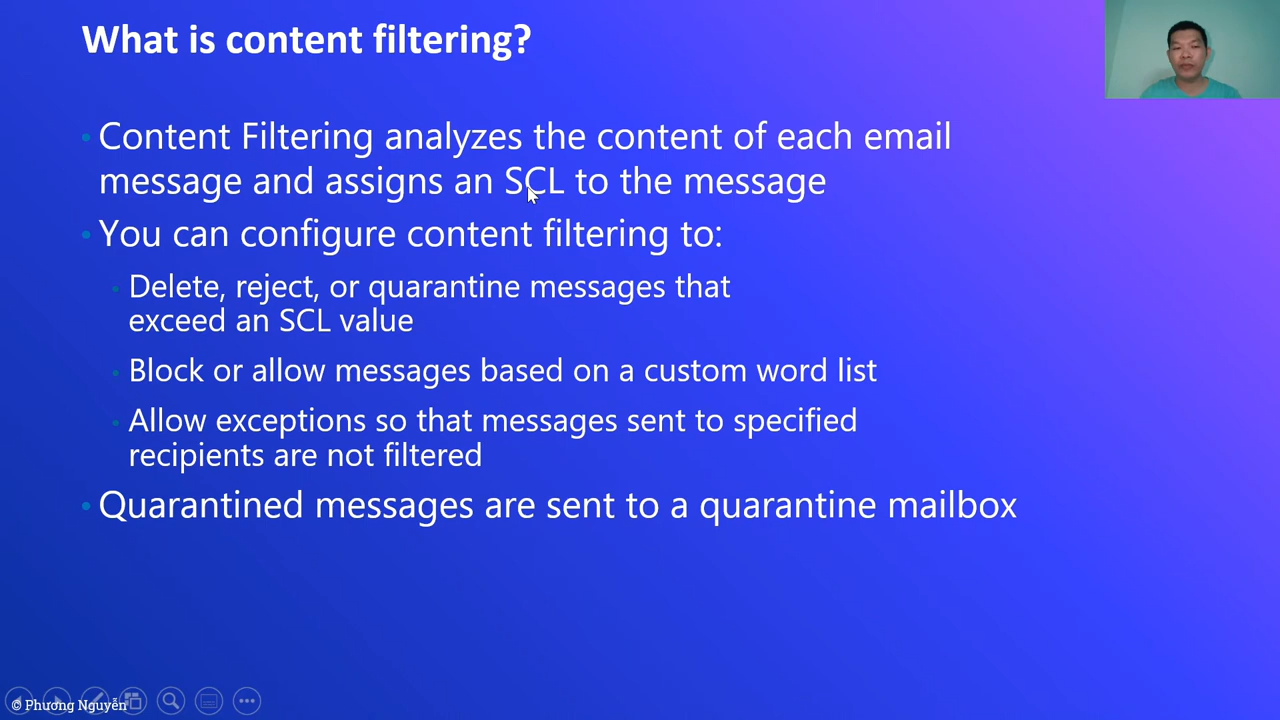 What is content filtering?
• Content Filtering analyzes the content of each email
message and assigns an SCL to the message
• You can configure content filtering to:
• Delete, reject, or quarantine messages that
exceed an SCL value
• Block or allow messages based on a custom word list
• Allow exceptions so that messages sent to specified
recipients are not filtered
• Quarantined messages are sent to a quarantine mailbox
© Phương Nguyễn